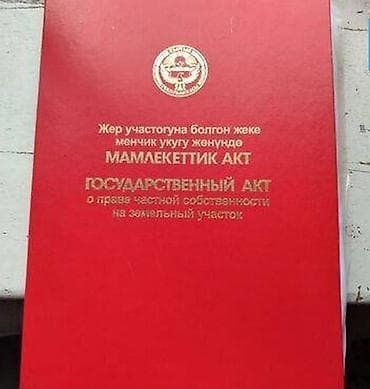 Жер участогуна болгон жеке
менчик укугу жөнүндө
МАМЛЕКЕТТИК АКТ
ГОСУДАРСТВЕННЫЙ АКТ
о праве частной собственности
на земельный участок